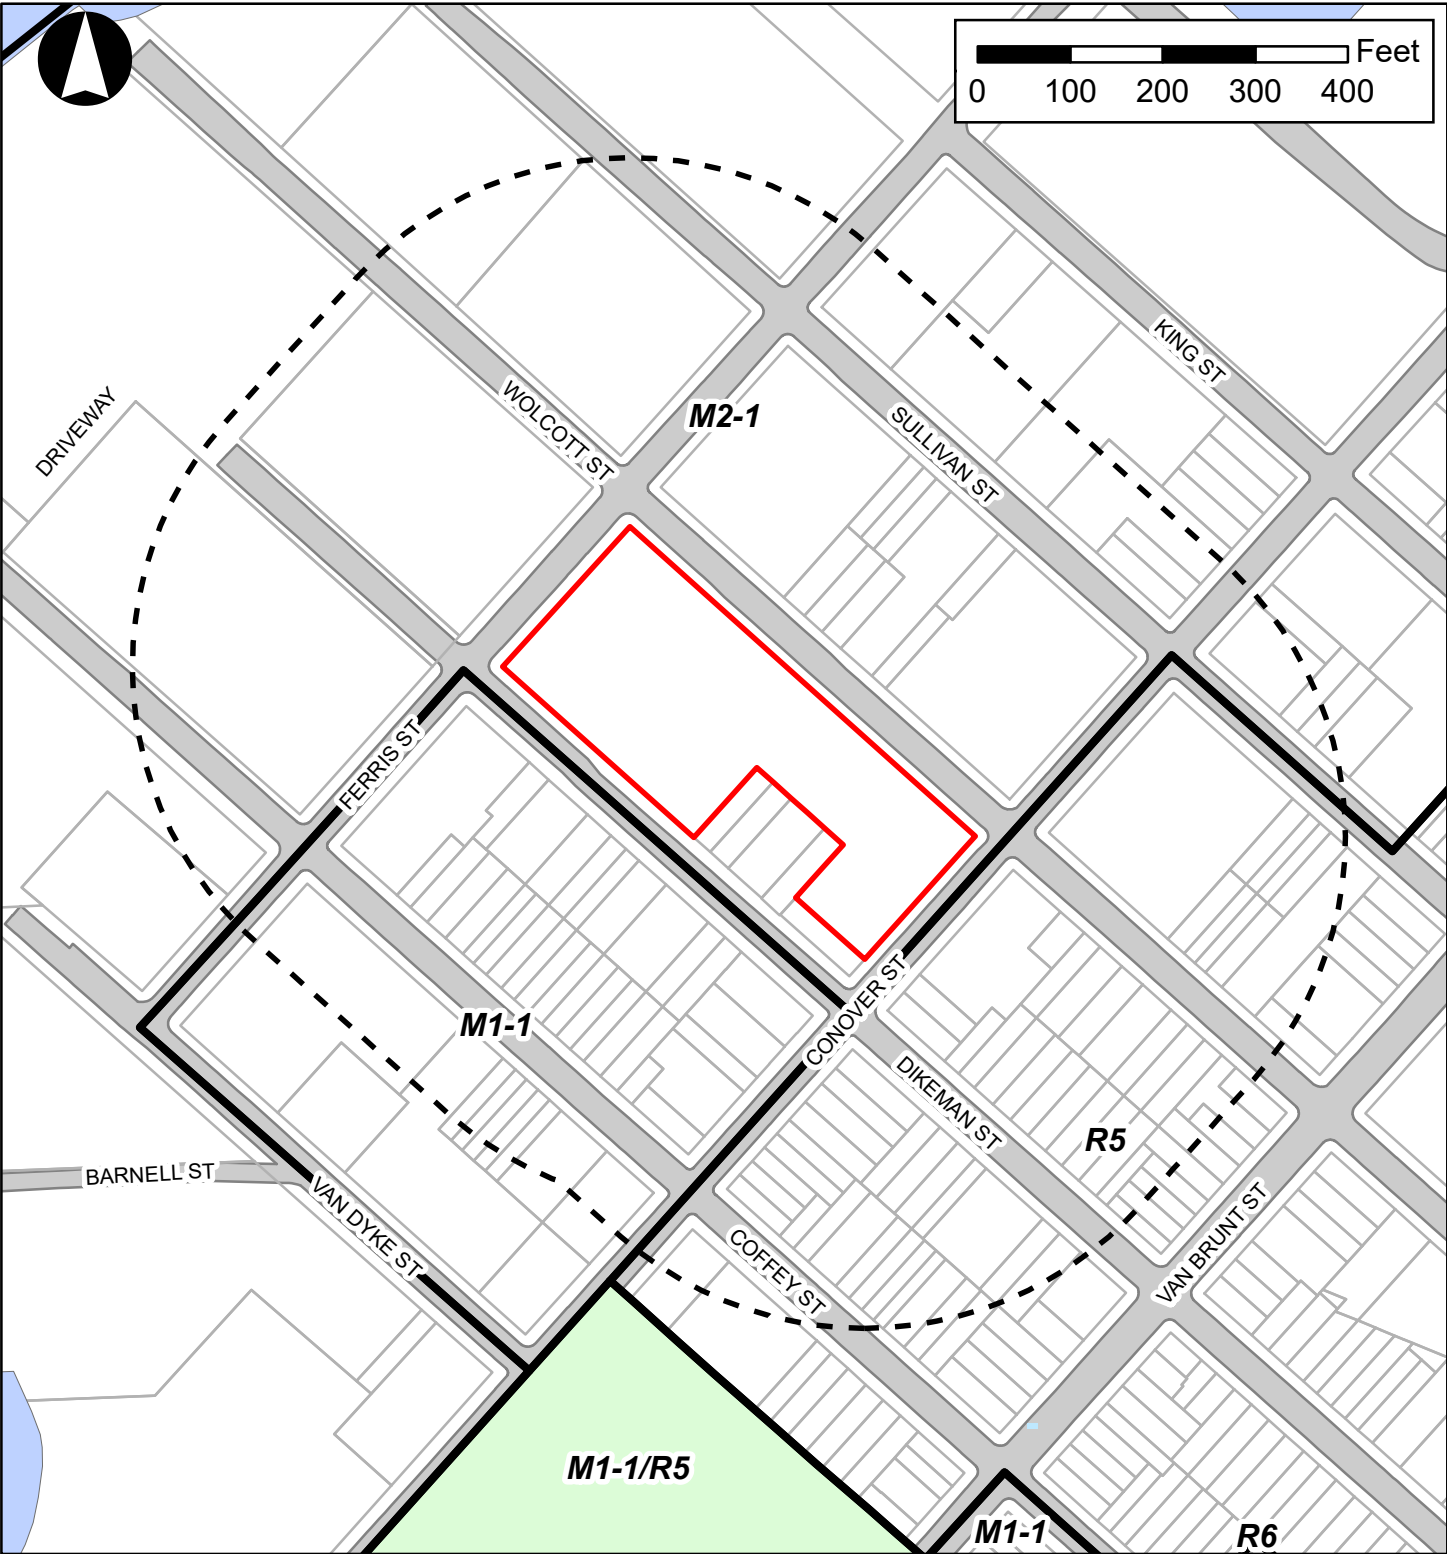 Feet
0 100 200 300 400
KING ST
DRIVEWAY
WOLCOTT ST
M2-1
SULLIVAN ST
FERRIS ST
M1-1
CONOVER ST
DIKEMAN ST
R5
BARNELL ST
VAN DYKE ST
COFFEY ST
VAN BRUNT ST
M1-1/R5
M1-1
R6